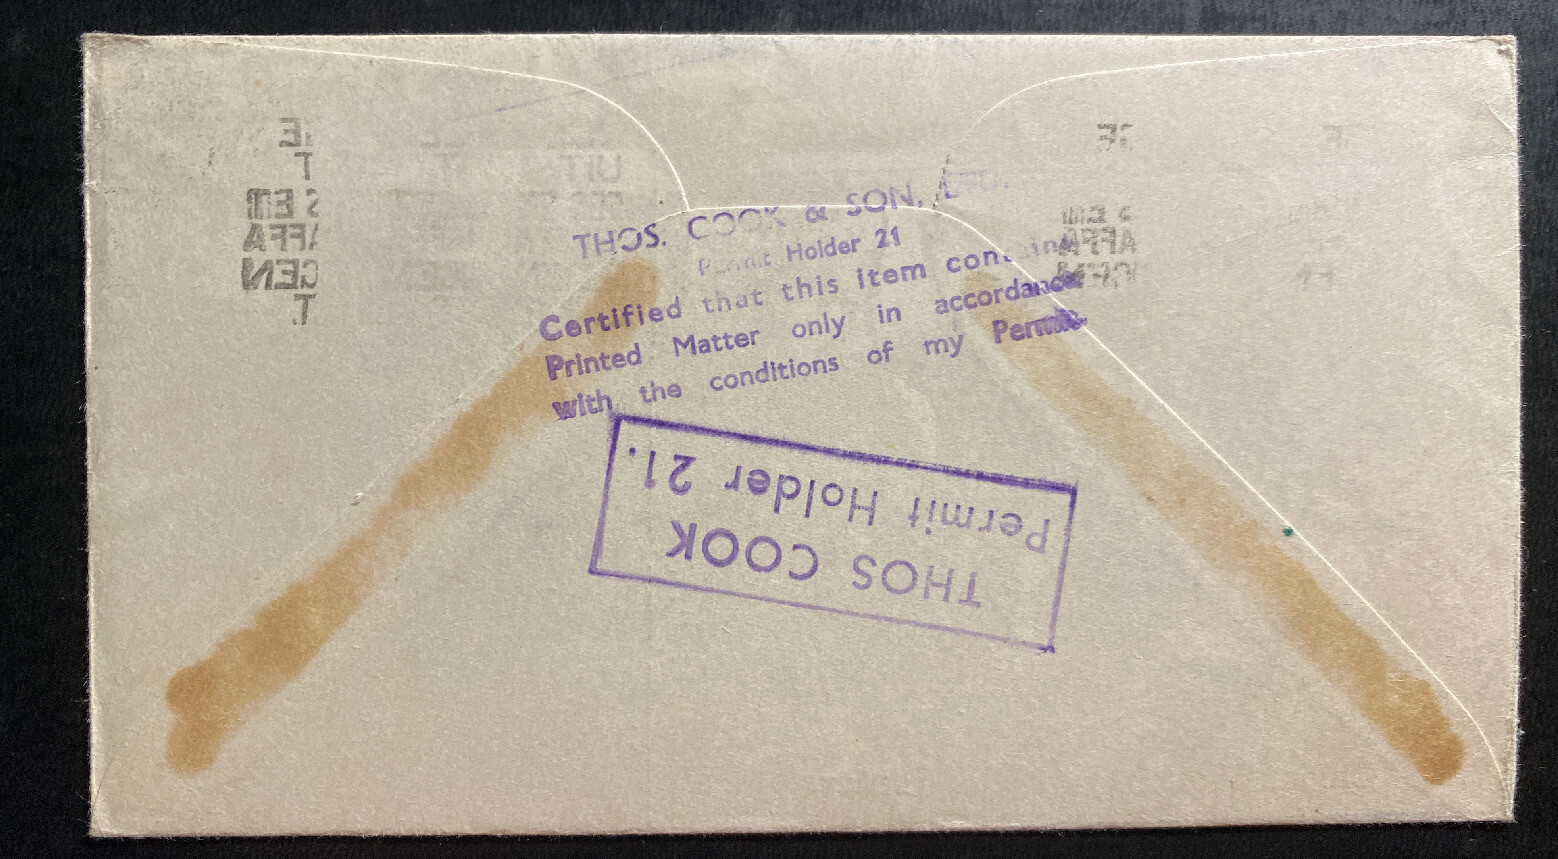 THOS. COOK & SON, LTD.
Permit Holder 21
Certified that this item contains
Printed Matter only in accordance
with the conditions of my Permit.
THOS COOK
Permit Holder 21.